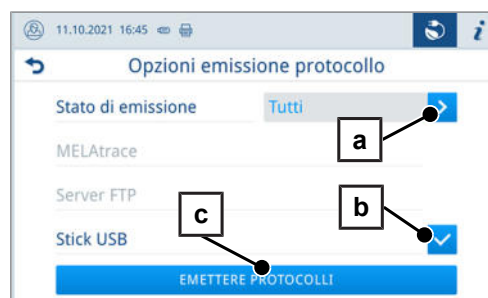 11.10.2021 16:45
Opzioni emissione protocollo
Stato di emissione Tutti
a
MELAtrace
Server FTP
b
c
Stick USB
EMETTERE PROTOCOLLI